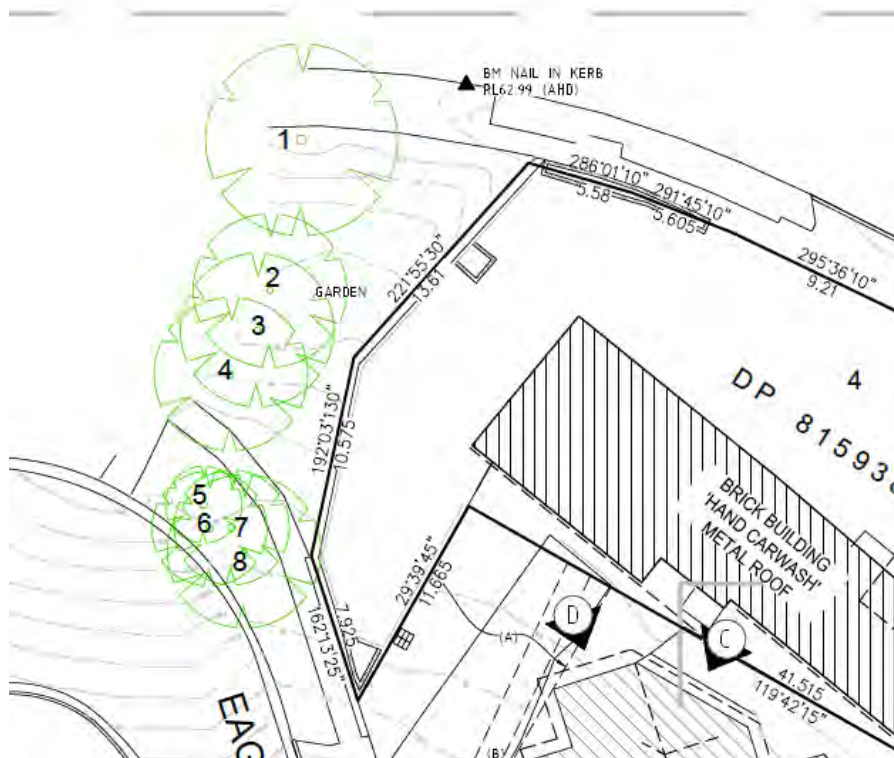 BM NAIL IN KERB
RL62.99 (AHD)
1
286°01'10"
5.58
291°45'10"
5.605
295°36'10"
9.21
2
GARDEN
221°55'30"
13.61
3
4
4
DP 815938
192°03'130"
10.575
5
6
7
8
BRICK BUILDING
'HAND CARWASH'
METAL ROOF
29°39'45"
11.665
7.925
162°13'25"
D
C
(A)
41.515
119°42'15"
EAG
(B)